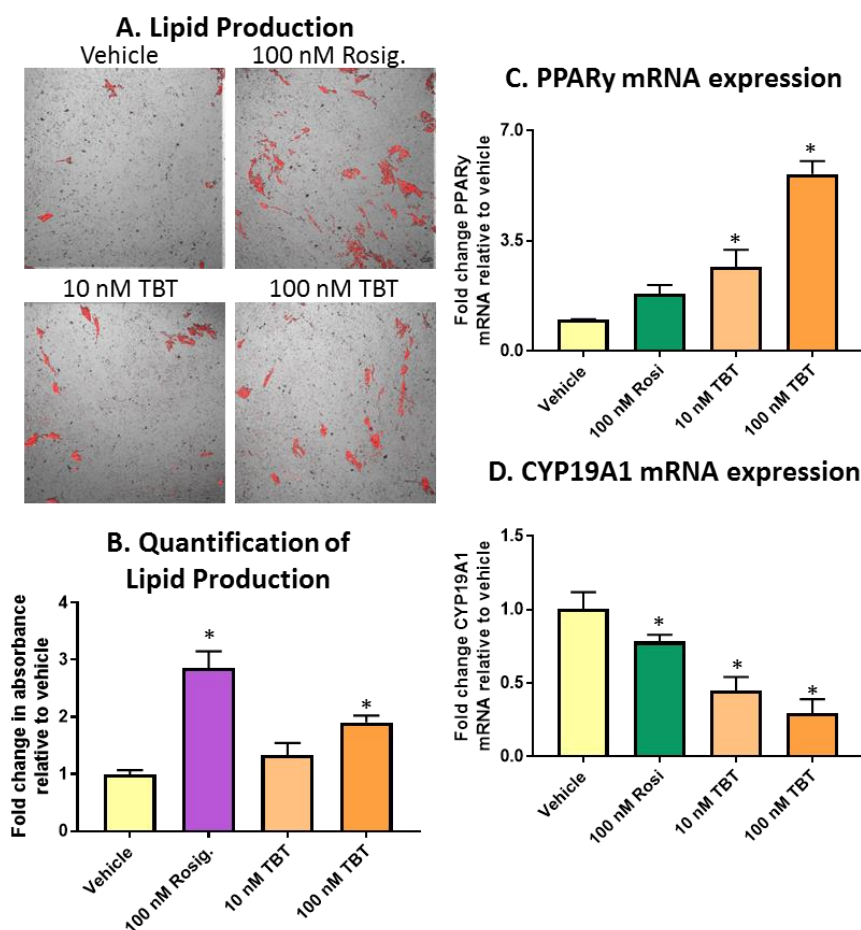 A. Lipid Production
Vehicle
100 nM Rosig.
10 nM TBT
100 nM TBT
B. Quantification of
Lipid Production
Fold change in absorbance
relative to vehicle
4
3
2
1
0
*
*
Vehicle
100 nM Rosig.
10 nM TBT
100 nM TBT
C. PPARγ mRNA expression
Fold change PPARγ
mRNA relative to vehicle
7.0
3.5
0.0
*
*
Vehicle
100 nM Rosi
10 nM TBT
100 nM TBT
D. CYP19A1 mRNA expression
Fold change CYP19A1
mRNA relative to vehicle
1.5
1.0
0.5
0.0
*
*
*
Vehicle
100 nM Rosi
10 nM TBT
100 nM TBT